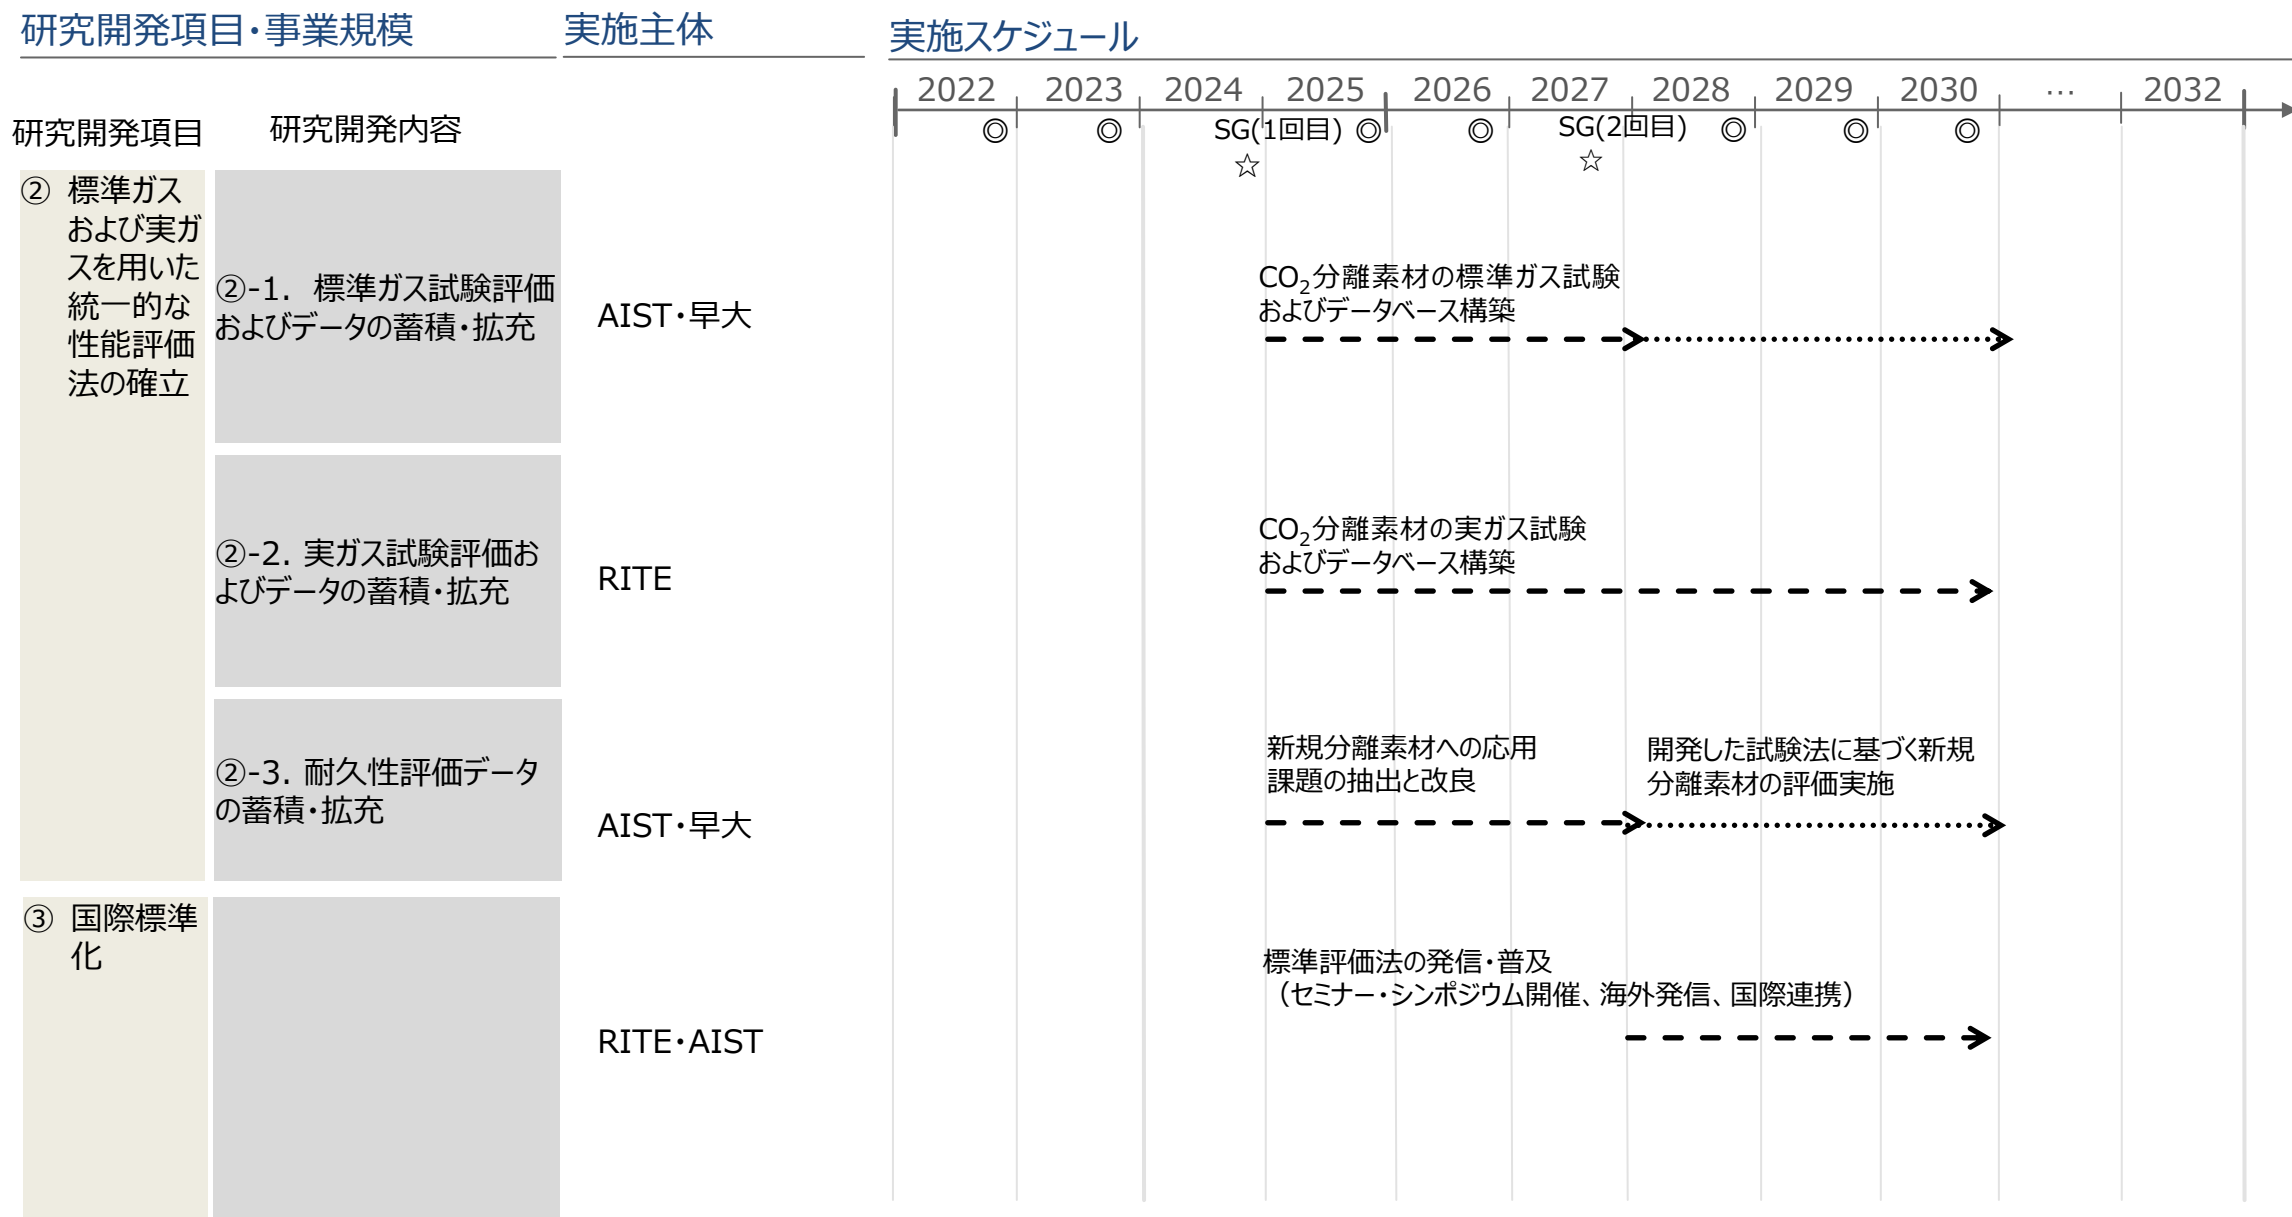 研究開発項目・事業規模
実施主体
実施スケジュール
2022 2023 2024 2025 2026 2027 2028 2029 2030 … 2032
研究開発項目
研究開発内容
◎ ◎ SG(1回目) ◎ ◎ SG(2回目) ◎ ◎ ◎
☆ ☆
② 標準ガス
および実ガ
スを用いた
統一的な
性能評価
法の確立
②-1. 標準ガス試験評価
およびデータの蓄積・拡充
AIST・早大
CO₂分離素材の標準ガス試験
およびデータベース構築
②-2. 実ガス試験評価お
よびデータの蓄積・拡充
RITE
CO₂分離素材の実ガス試験
およびデータベース構築
②-3. 耐久性評価データ
の蓄積・拡充
AIST・早大
新規分離素材への応用
課題の抽出と改良
開発した試験法に基づく新規
分離素材の評価実施
③ 国際標準
化
RITE・AIST
標準評価法の発信・普及
（セミナー・シンポジウム開催、海外発信、国際連携）